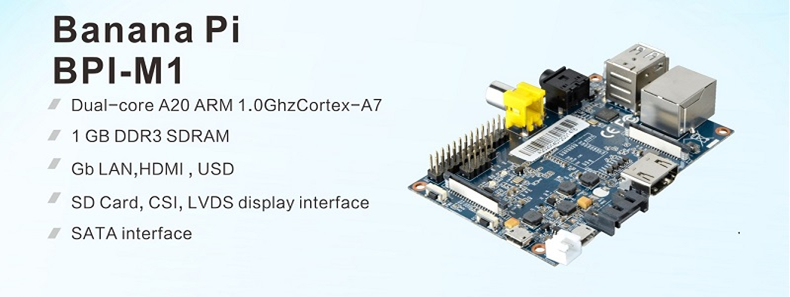 Banana Pi
BPI-M1
Dual-core A20 ARM 1.0GhzCortex-A7
1 GB DDR3 SDRAM
Gb LAN,HDMI , USD
SD Card, CSI, LVDS display interface
SATA interface
CE